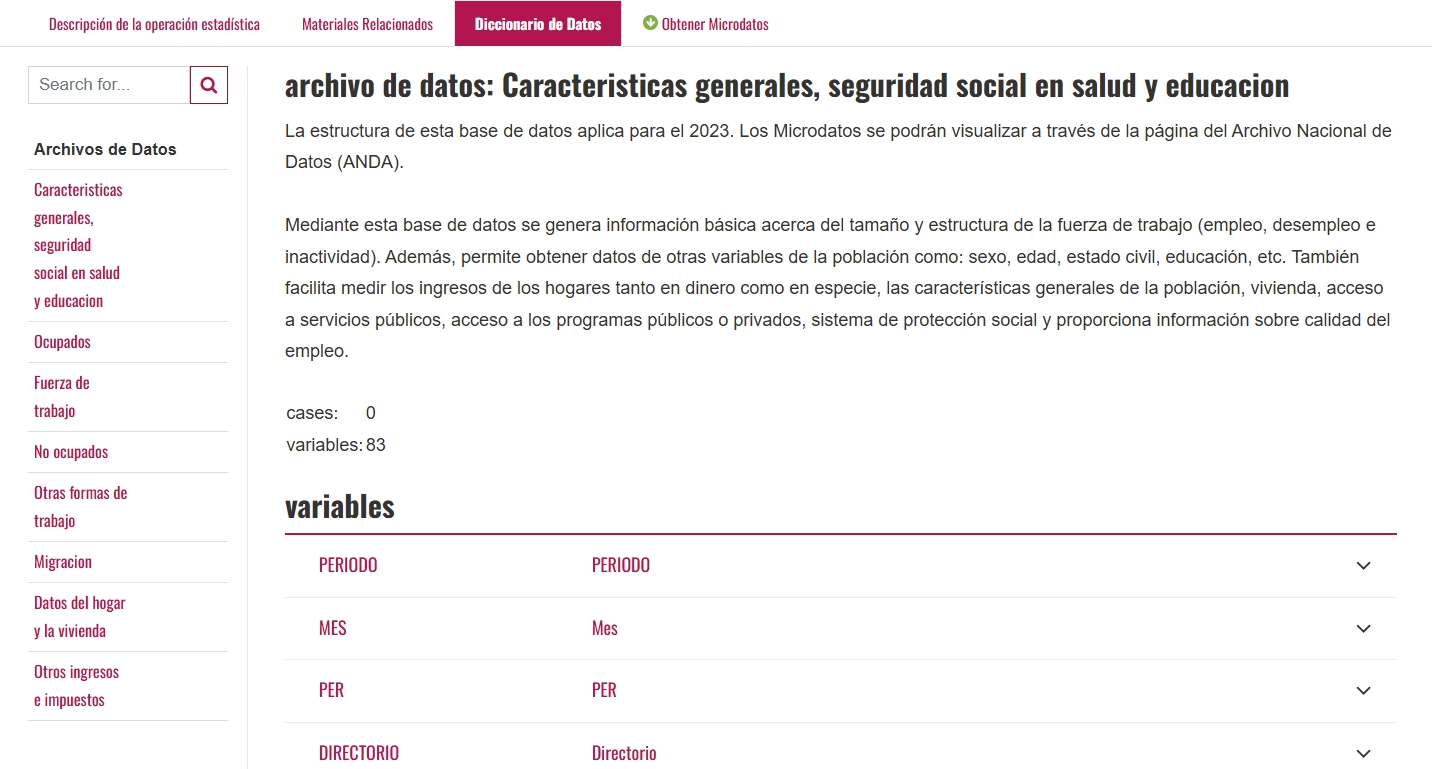 Descripción de la operación estadística
Materiales Relacionados
Diccionario de Datos
Obtener Microdatos
Search for...
Archivos de Datos
Caracteristicas
generales,
seguridad
social en salud
y educacion
Ocupados
Fuerza de
trabajo
No ocupados
Otras formas de
trabajo
Migracion
Datos del hogar
y la vivienda
Otros ingresos
e impuestos
archivo de datos: Caracteristicas generales, seguridad social en salud y educacion
La estructura de esta base de datos aplica para el 2023. Los Microdatos se podrán visualizar a través de la página del Archivo Nacional de
Datos (ANDA).
Mediante esta base de datos se genera información básica acerca del tamaño y estructura de la fuerza de trabajo (empleo, desempleo e
inactividad). Además, permite obtener datos de otras variables de la población como: sexo, edad, estado civil, educación, etc. También
facilita medir los ingresos de los hogares tanto en dinero como en especie, las características generales de la población, vivienda, acceso
a servicios públicos, acceso a los programas públicos o privados, sistema de protección social y proporciona información sobre calidad del
empleo.
cases: 0
variables: 83
variables
PERIODO PERIODO
MES Mes
PER PER
DIRECTORIO Directorio